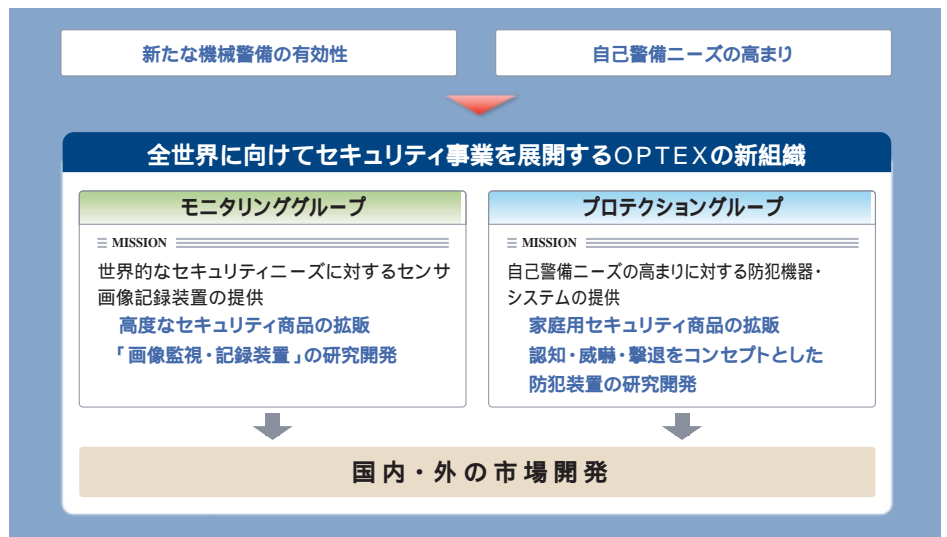 新たな機械警備の有効性
自己警備ニーズの高まり
全世界に向けてセキュリティ事業を展開するOPTEXの新組織
モニタリンググループ
MISSION
世界的なセキュリティニーズに対するセンサ
画像記録装置の提供
高度なセキュリティ商品の拡販
「画像監視・記録装置」の研究開発
プロテクショングループ
MISSION
自己警備ニーズの高まりに対する防犯機器・
システムの提供
家庭用セキュリティ商品の拡販
認知・威嚇・撃退をコンセプトとした
防犯装置の研究開発
国内・外の市場開発